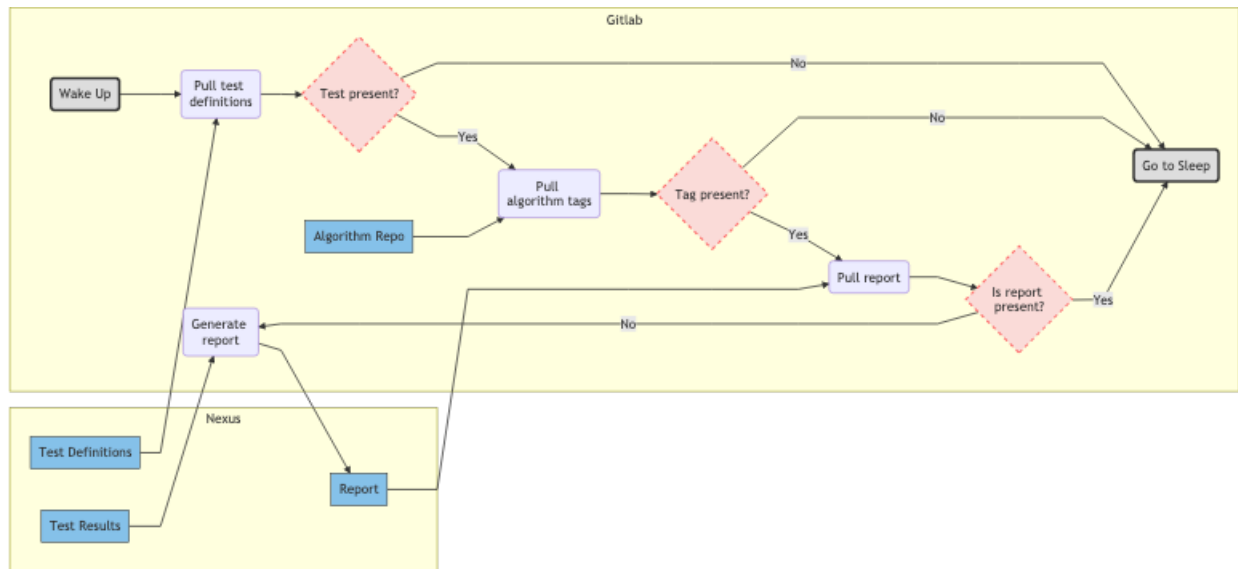 Gitlab
Wake Up
Pull test
definitions
Test present?
No
Yes
Pull
algorithm tags
Algorithm Repo
Tag present?
No
Go to Sleep
Yes
Pull report
Is report
present?
Yes
No
Generate
report
Nexus
Test Definitions
Report
Test Results